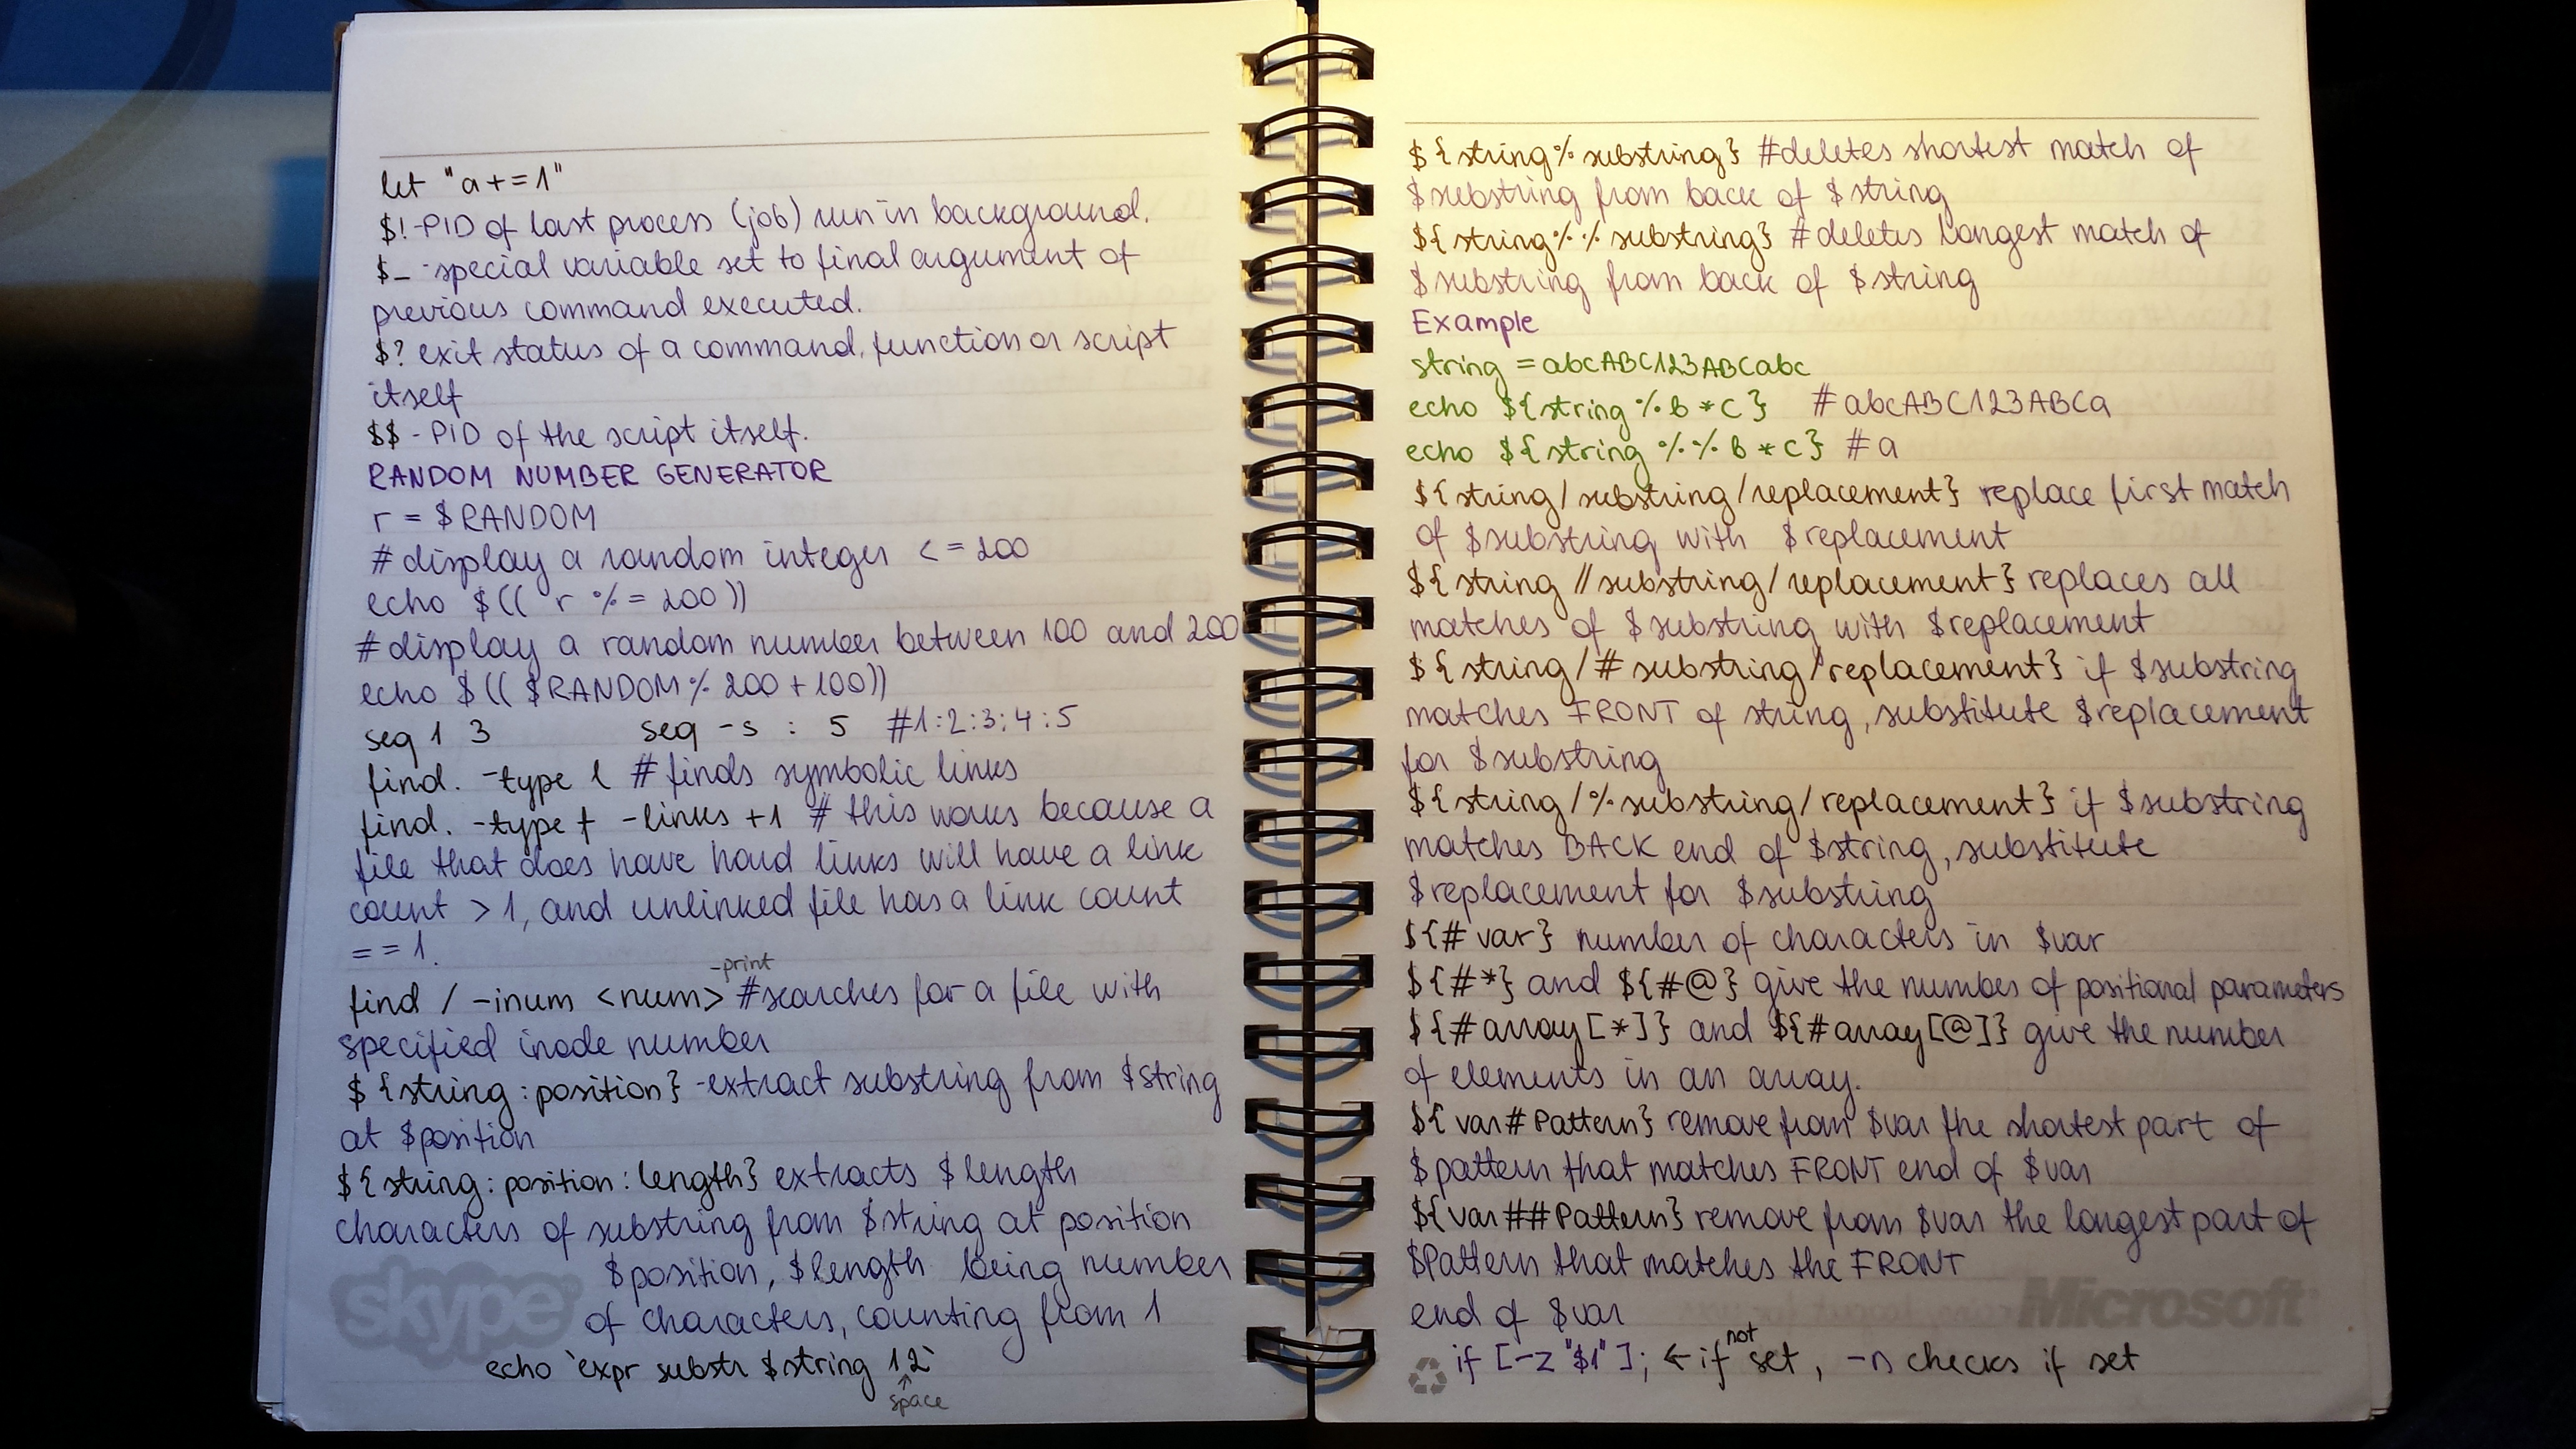 let "a+=1"
$! -PID of last process (job) run in background.
$_ -special variable set to final argument of
previous command executed.
$? exit status of a command, function or script
itself
$$ - PID of the script itself.
RANDOM NUMBER GENERATOR
r = $RANDOM
# display a random integer <= 200
echo $(( r %= 200))
# display a random number between 100 and 200
echo $(( $RANDOM % 200 + 100))
seq 1 3 seq -s : 5 #1:2:3:4:5
find. -type l # finds symbolic links
find. -type f -links +1 # this works because a
file that does have hard links will have a link
count > 1, and unlinked file has a link count
== 1.
-print
find / -inum <num> #searches for a file with
specified inode number
${string:position} -extract substring from $string
at $position
${string:position:length} extracts $length
characters of substring from $string at position
$position, $length being number
of characters, counting from 1
skype
echo `expr substr $string 1 2`
↑
space
${string%substring} #deletes shortest match of
$substring from back of $string
${string%%substring} #deletes longest match of
$substring from back of $string
Example
string = abcABC123ABCabc
echo ${string%b*c} #abcABC123ABCa
echo ${string%%b*c} #a
${string/substring/replacement} replace first match
of $substring with $replacement
${string//substring/replacement} replaces all
matches of $substring with $replacement
${string/#substring/replacement} if $substring
matches FRONT of string, substitute $replacement
for $substring
${string/%substring/replacement} if $substring
matches BACK end of $string, substitute
$replacement for $substring
${#var} number of characters in $var
${#*} and ${#@} give the number of positional parameters
${#array[*]} and ${#array[@]} give the number
of elements in an array.
${var#Pattern} remove from $var the shortest part of
$pattern that matches FRONT end of $var
${var##Pattern} remove from $var the longest part of
$Pattern that matches the FRONT
end of $var
Microsoft
not
if [-z "$1"]; ← if set, -n checks if set